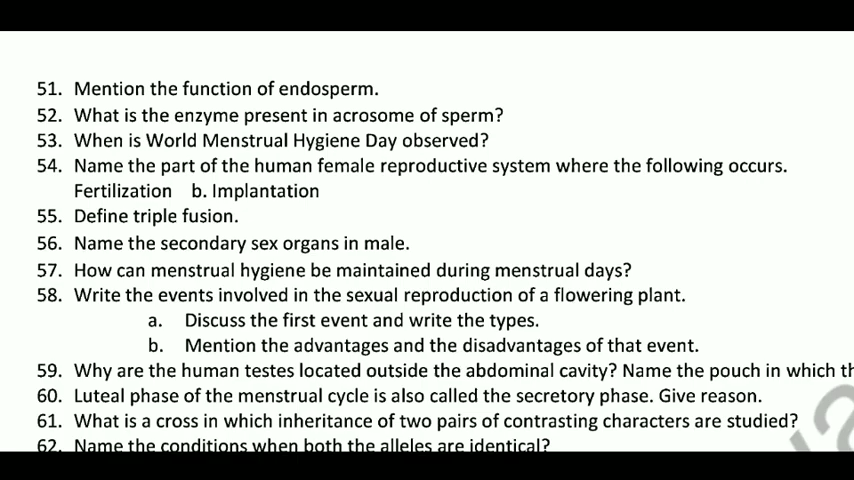 51. Mention the function of endosperm.
52. What is the enzyme present in acrosome of sperm?
53. When is World Menstrual Hygiene Day observed?
54. Name the part of the human female reproductive system where the following occurs.
Fertilization b. Implantation
55. Define triple fusion.
56. Name the secondary sex organs in male.
57. How can menstrual hygiene be maintained during menstrual days?
58. Write the events involved in the sexual reproduction of a flowering plant.
a. Discuss the first event and write the types.
b. Mention the advantages and the disadvantages of that event.
59. Why are the human testes located outside the abdominal cavity? Name the pouch in which th
60. Luteal phase of the menstrual cycle is also called the secretory phase. Give reason.
61. What is a cross in which inheritance of two pairs of contrasting characters are studied?
62. Name the conditions when both the alleles are identical?